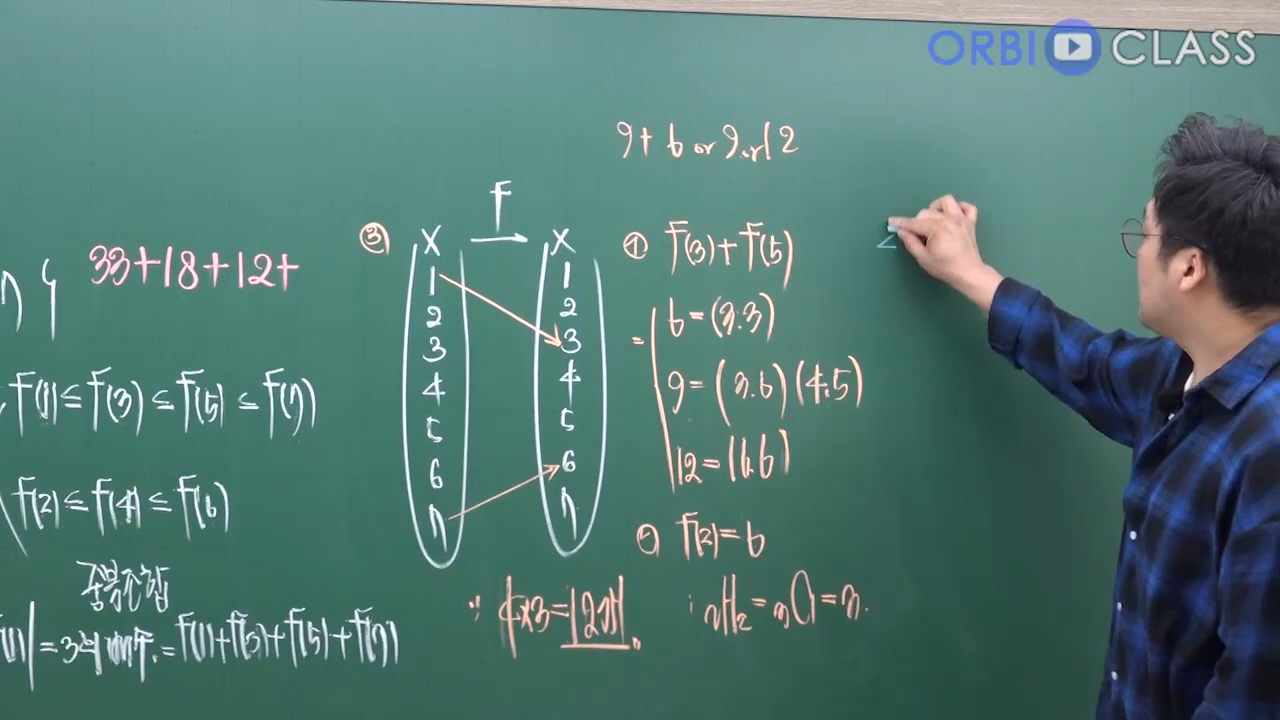 ORBI CLASS
9+ 6 or 9 or 12
33+18+12+
③ X f X
1 1
2 2
3 3
4 4
5 5
6 6
7 7
① f(3)+f(5)
= 6=(3.3)
9=(3.6)(4.5)
12=(6.6)
f(1)≤f(3)≤f(5)≤f(7)
f(2)≤f(4)≤f(6)
② f(2)=6
중복조합
4×3=12가지
₂H₂=₃C₁=3.
=3의 배수.=f(1)+f(3)+f(5)+f(7)